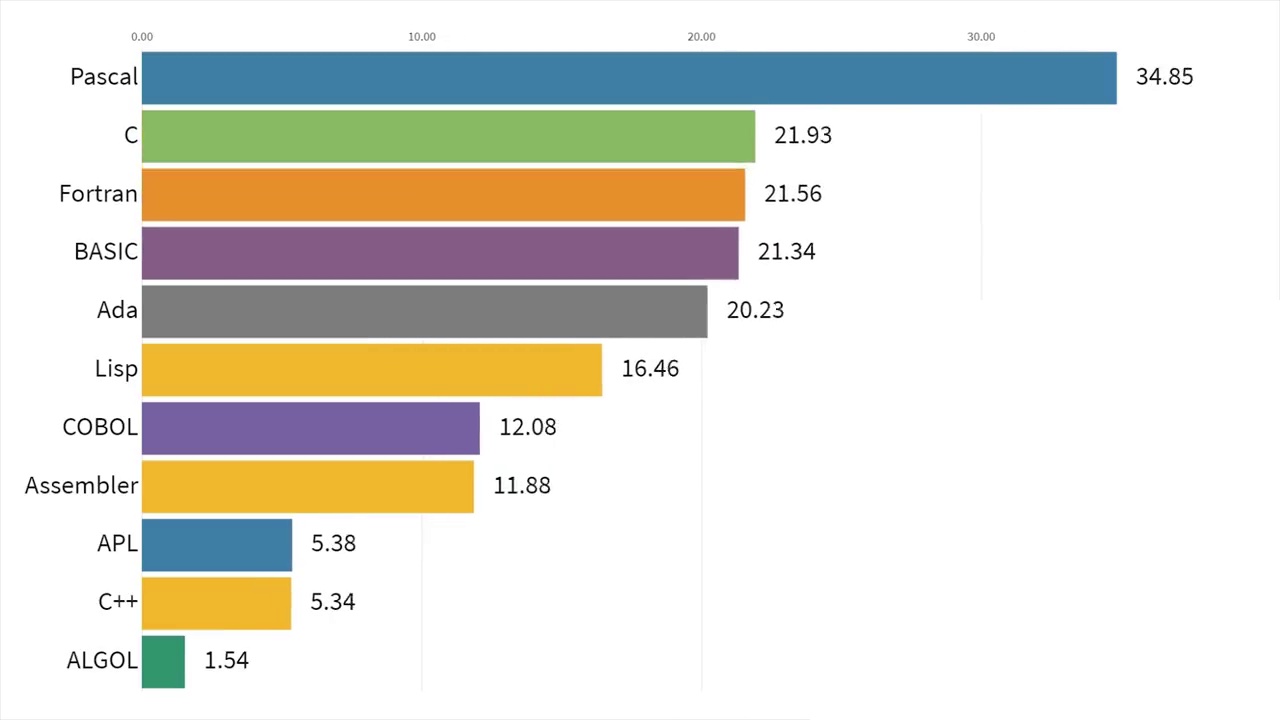 0.00 10.00 20.00 30.00
Pascal 34.85
C 21.93
Fortran 21.56
BASIC 21.34
Ada 20.23
Lisp 16.46
COBOL 12.08
Assembler 11.88
APL 5.38
C++ 5.34
ALGOL 1.54